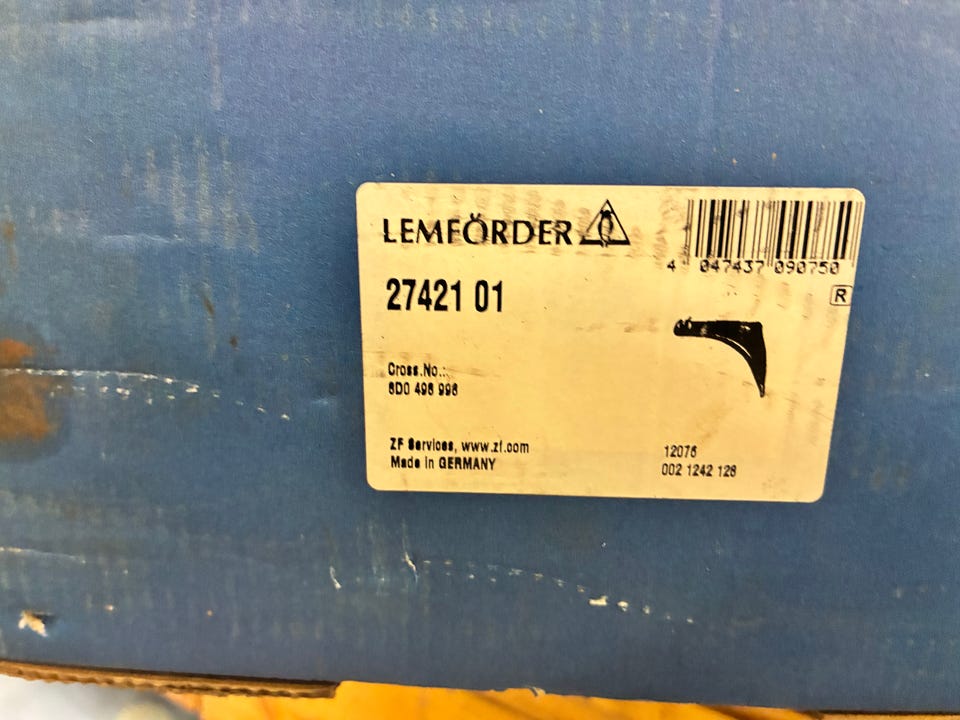 LEMFÖRDER
4 047437 090750
27421 01
R
Cross.No.:
8D0 498 998
ZF Services, www.zf.com
Made in GERMANY
12076
002 1242 128